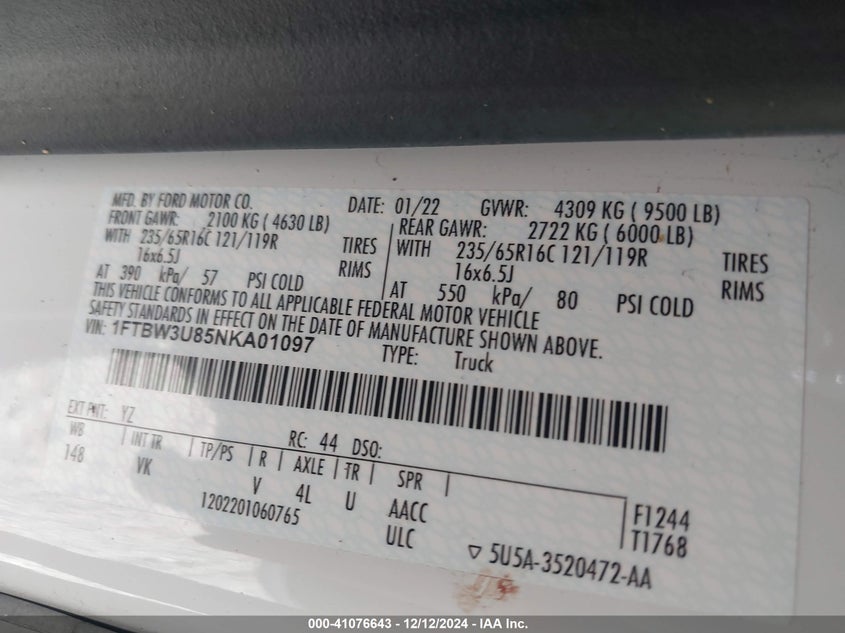 MFD. BY FORD MOTOR CO. DATE: 01/22 GVWR: 4309 KG ( 9500 LB)
FRONT GAWR: 2100 KG ( 4630 LB) REAR GAWR: 2722 KG ( 6000 LB)
WITH 235/65R16C 121/119R TIRES WITH 235/65R16C 121/119R TIRES
16x6.5J RIMS 16x6.5J RIMS
AT 390 kPa/ 57 PSI COLD AT 550 kPa/ 80 PSI COLD
THIS VEHICLE CONFORMS TO ALL APPLICABLE FEDERAL MOTOR VEHICLE
SAFETY STANDARDS IN EFFECT ON THE DATE OF MANUFACTURE SHOWN ABOVE.
VIN: 1FTBW3U85NKA01097 TYPE: Truck
EXT PNT: YZ RC: 44 DSO:
WB | INT TR | TP/PS | R | AXLE | TR | SPR |
148 VK V 4L U AACC F1244
1202201060765 ULC T1768
▽ 5U5A-3520472-AA
000-41076643 - 12/12/2024 - IAA Inc.